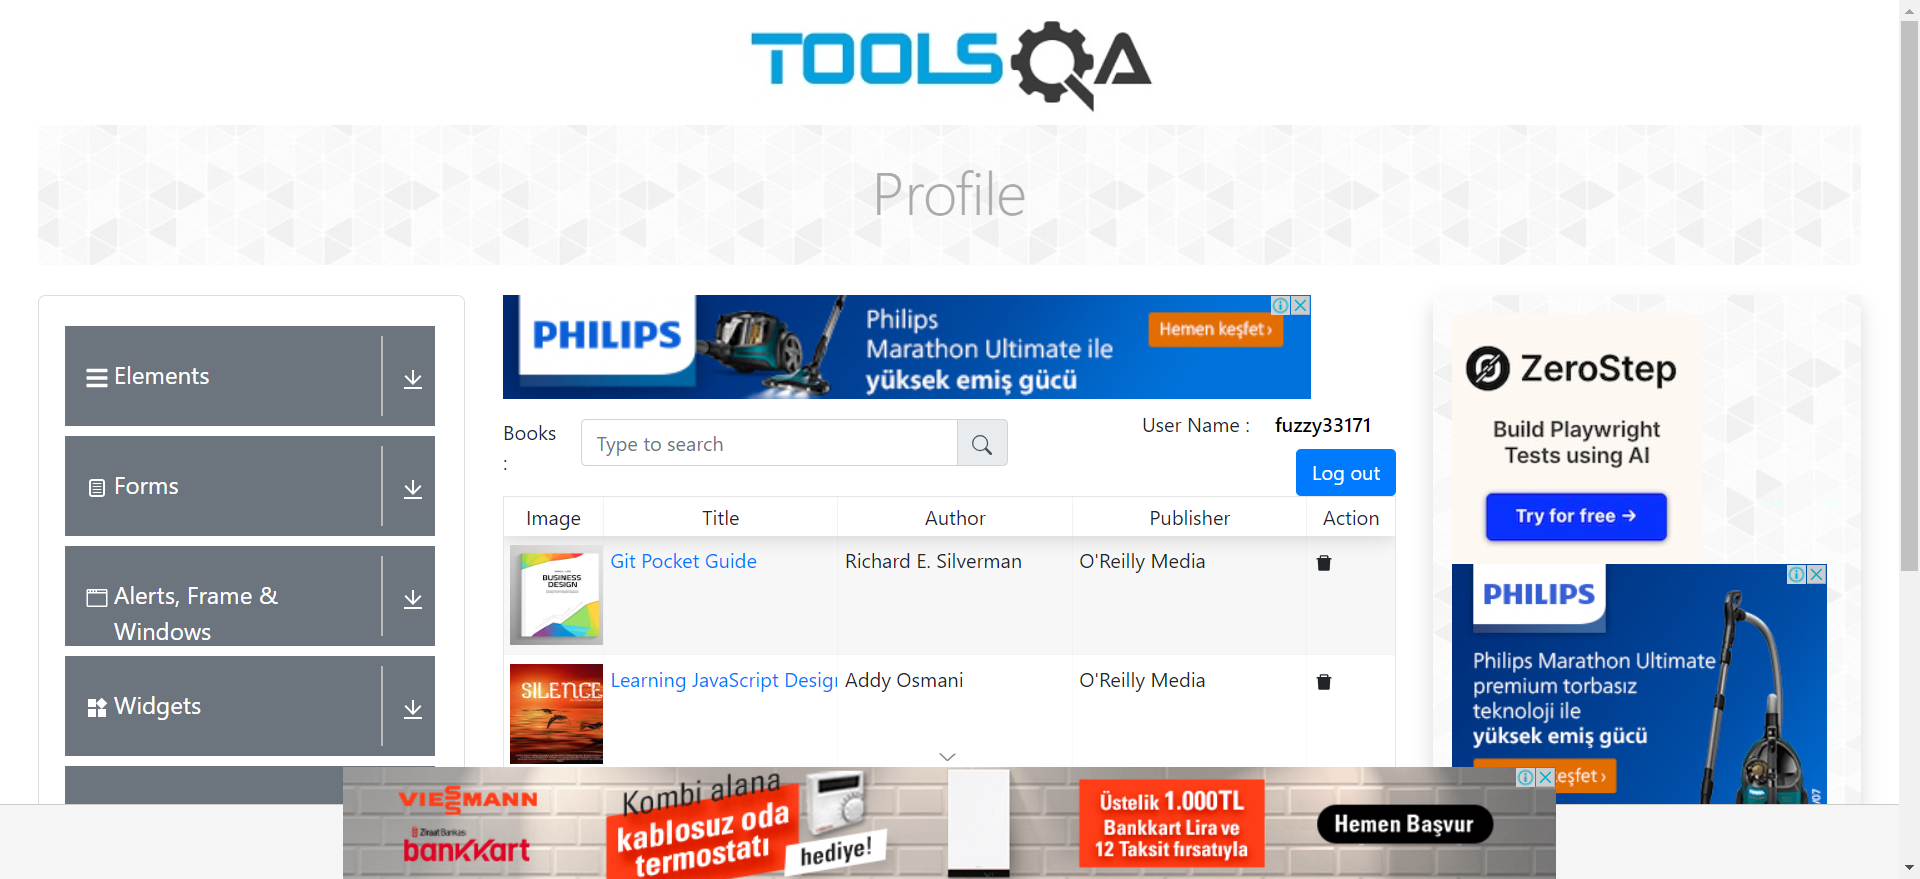 TOOLSQA
Profile
Elements
Forms
Alerts, Frame &
Windows
Widgets
PHILIPS
Philips
Marathon Ultimate ile
yüksek emiş gücü
Hemen keşfet ›
Books
:
Type to search
User Name :
fuzzy33171
Log out
Image Title Author Publisher Action
BUSINESS
DESIGN
Git Pocket Guide Richard E. Silverman O'Reilly Media
SILENCE
Learning JavaScript Desig Addy Osmani O'Reilly Media
ZeroStep
Build Playwright
Tests using AI
Try for free →
PHILIPS
Philips Marathon Ultimate
premium torbasız
teknoloji ile
yüksek emiş gücü
keşfet ›
VIESSMANN
Ziraat Bankası
bankkart
Kombi alana
kablosuz oda
termostatı
hediye!
Üstelik 1.000TL
Bankkart Lira ve
12 Taksit fırsatıyla
Hemen Başvur